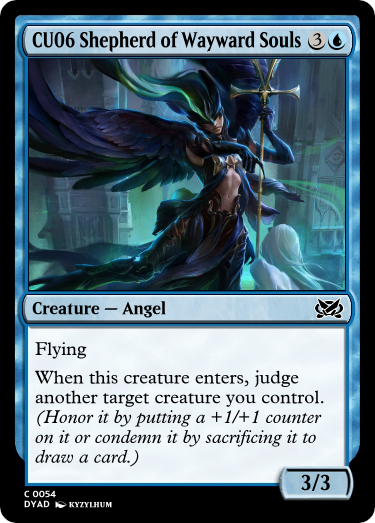 CU06 Shepherd of Wayward Souls 3
Creature — Angel
Flying
When this creature enters, judge
another target creature you control.
(Honor it by putting a +1/+1 counter
on it or condemn it by sacrificing it to
draw a card.)
3/3
C 0054
DYAD KYZYLHUM